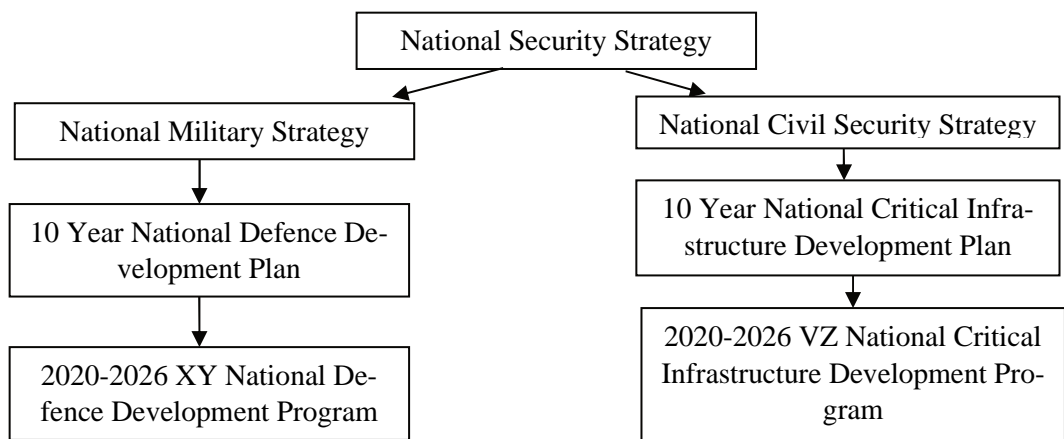 National Security Strategy
National Military Strategy
National Civil Security Strategy
10 Year National Defence De-
velopment Plan
10 Year National Critical Infra-
structure Development Plan
2020-2026 XY National De-
fence Development Program
2020-2026 VZ National Critical
Infrastructure Development Pro-
gram